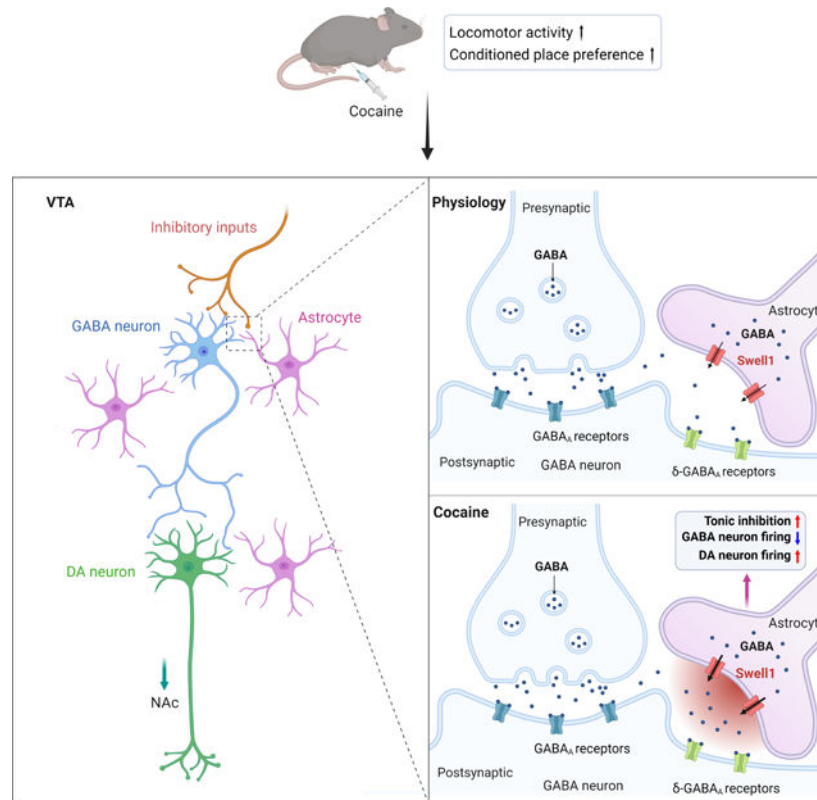 Locomotor activity ↑
Conditioned place preference ↑
Cocaine
VTA
Inhibitory inputs
GABA neuron
Astrocyte
DA neuron
NAc
Physiology
Presynaptic
GABA
Astrocyt
GABA
Swell1
GABAA receptors
Postsynaptic
GABA neuron
δ-GABAA receptors
Cocaine
Presynaptic
Tonic inhibition ↑
GABA neuron firing ↓
DA neuron firing ↑
GABA
Astrocyt
GABA
Swell1
GABAA receptors
Postsynaptic
GABA neuron
δ-GABAA receptors